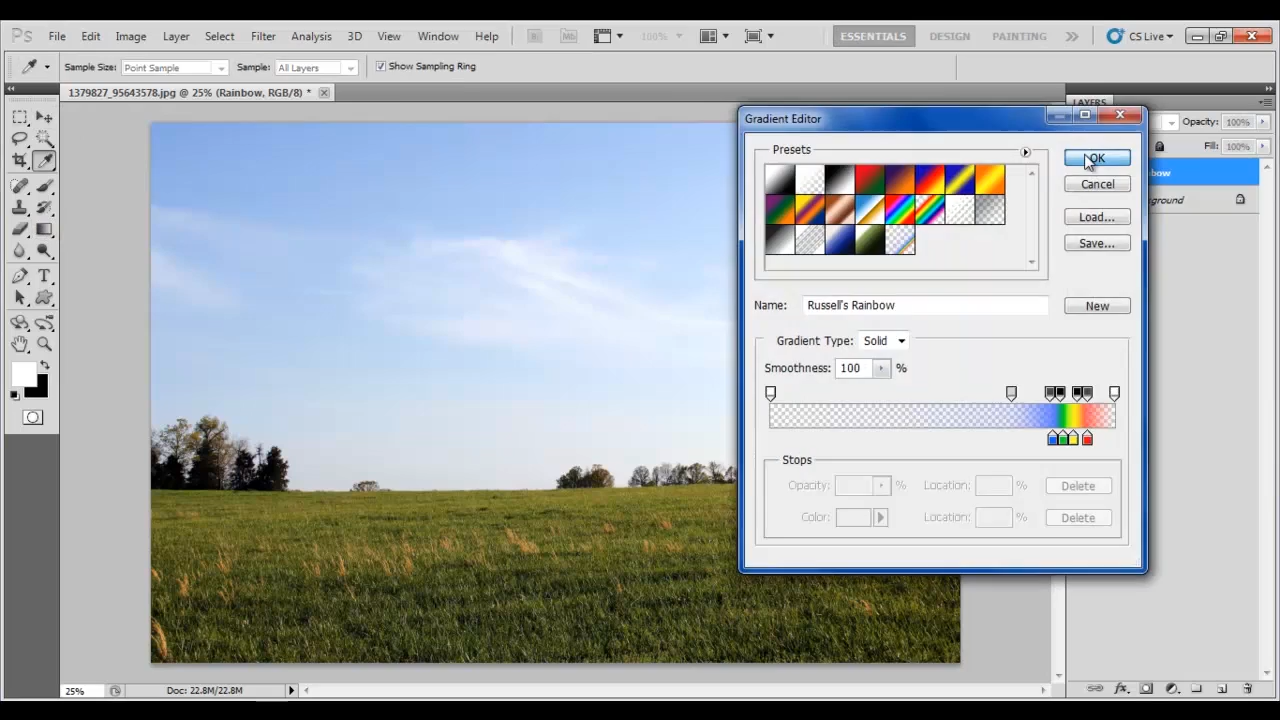 Ps File Edit Image Layer Select Filter Analysis 3D View Window Help Br Mb 100% ESSENTIALS DESIGN PAINTING CS Live
Sample Size: Point Sample Sample: All Layers Show Sampling Ring
1379827_95643578.jpg @ 25% (Rainbow, RGB/8) *
LAYERS
Gradient Editor
Opacity: 100%
Fill: 100%
Presets
OK
bow
Cancel
ground
Load...
Save...
Name: Russell's Rainbow
New
Gradient Type: Solid
Smoothness: 100 %
Stops
Opacity: % Location: % Delete
Color: Location: % Delete
T
fx
25% Doc: 22.8M/22.8M